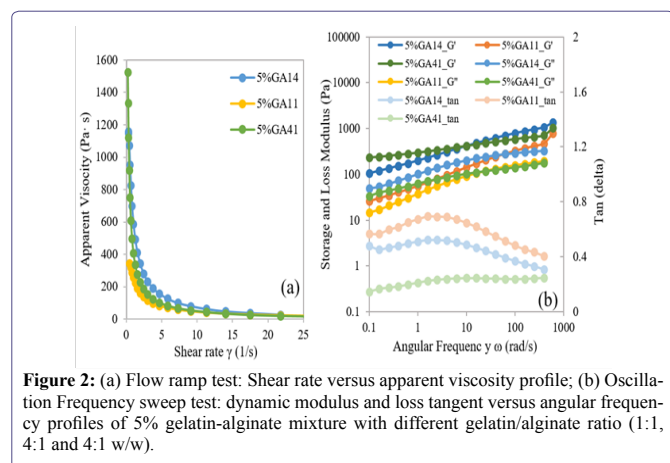 (a)
1600
1400
1200
1000
800
600
400
200
0
Apparent Viscocity (Pa· s)
5%GA14
5%GA11
5%GA41
(a)
0 5 10 15 20 25
Shear rate γ (1/s)
(b)
5%GA14_G' 5%GA11_G'
5%GA41_G' 5%GA14_G"
5%GA11_G" 5%GA41_G"
5%GA14_tan 5%GA11_tan
5%GA41_tan
100000
10000
1000
100
10
1
0.1
Storage and Loss Modulus (Pa)
2
1.6
1.2
0.8
0.4
0
Tan (delta)
(b)
0.1 1 10 100 1000
Angular Frequenc y ω (rad/s)
Figure 2: (a) Flow ramp test: Shear rate versus apparent viscosity profile; (b) Oscilla-
tion Frequency sweep test: dynamic modulus and loss tangent versus angular frequen-
cy profiles of 5% gelatin-alginate mixture with different gelatin/alginate ratio (1:1,
4:1 and 4:1 w/w).